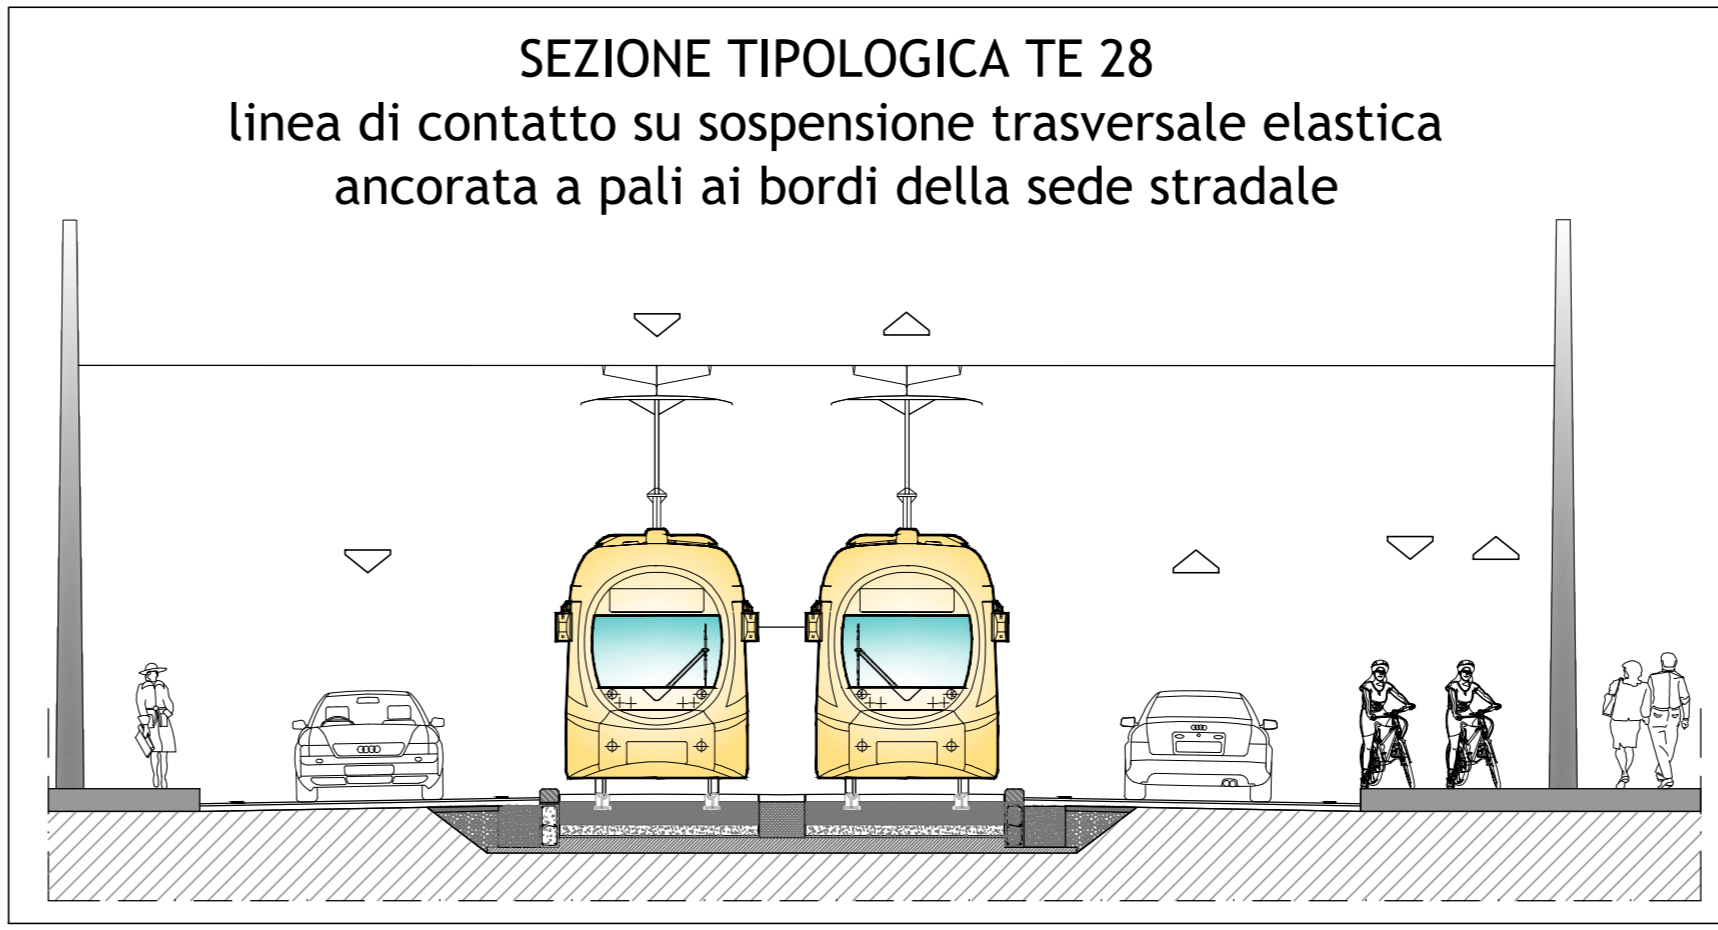 SEZIONE TIPOLOGICA TE 28
linea di contatto su sospensione trasversale elastica
ancorata a pali ai bordi della sede stradale